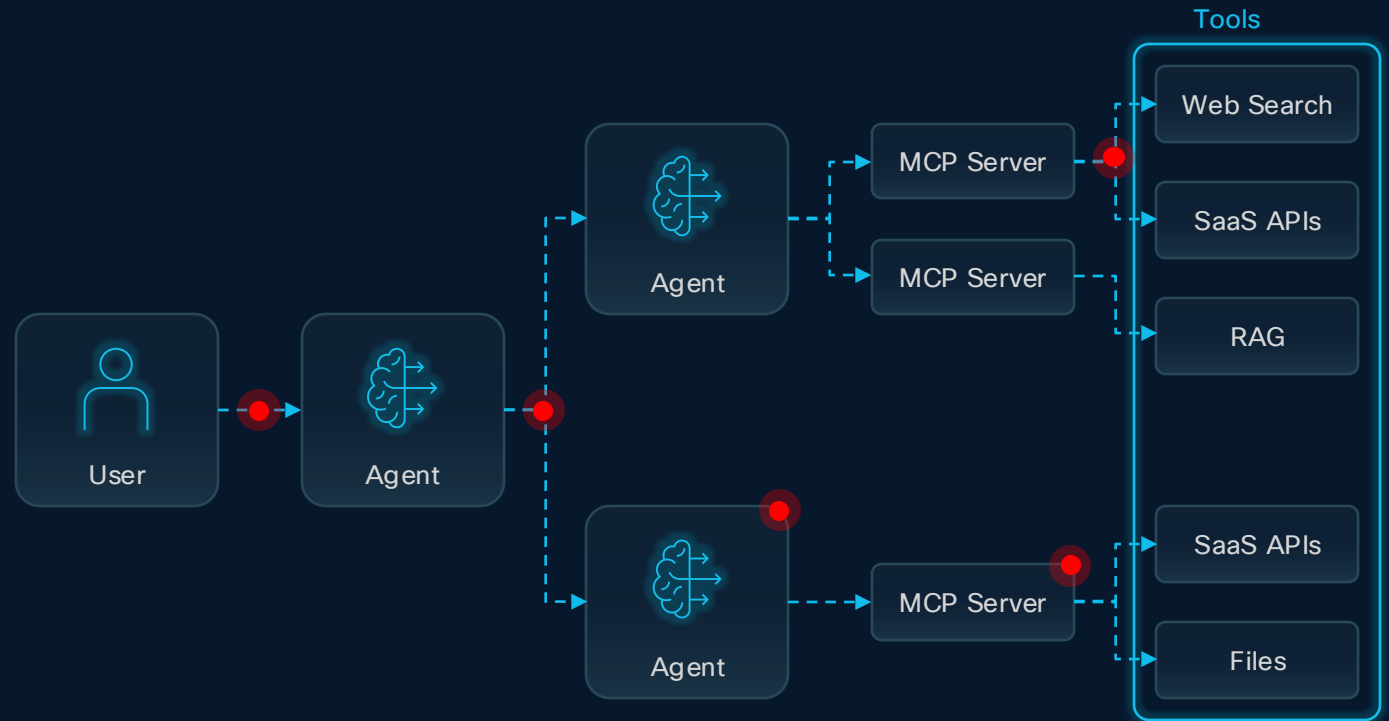 Tools
Web Search
Agent
MCP Server
SaaS APIs
MCP Server
RAG
User
Agent
Agent
MCP Server
SaaS APIs
Files